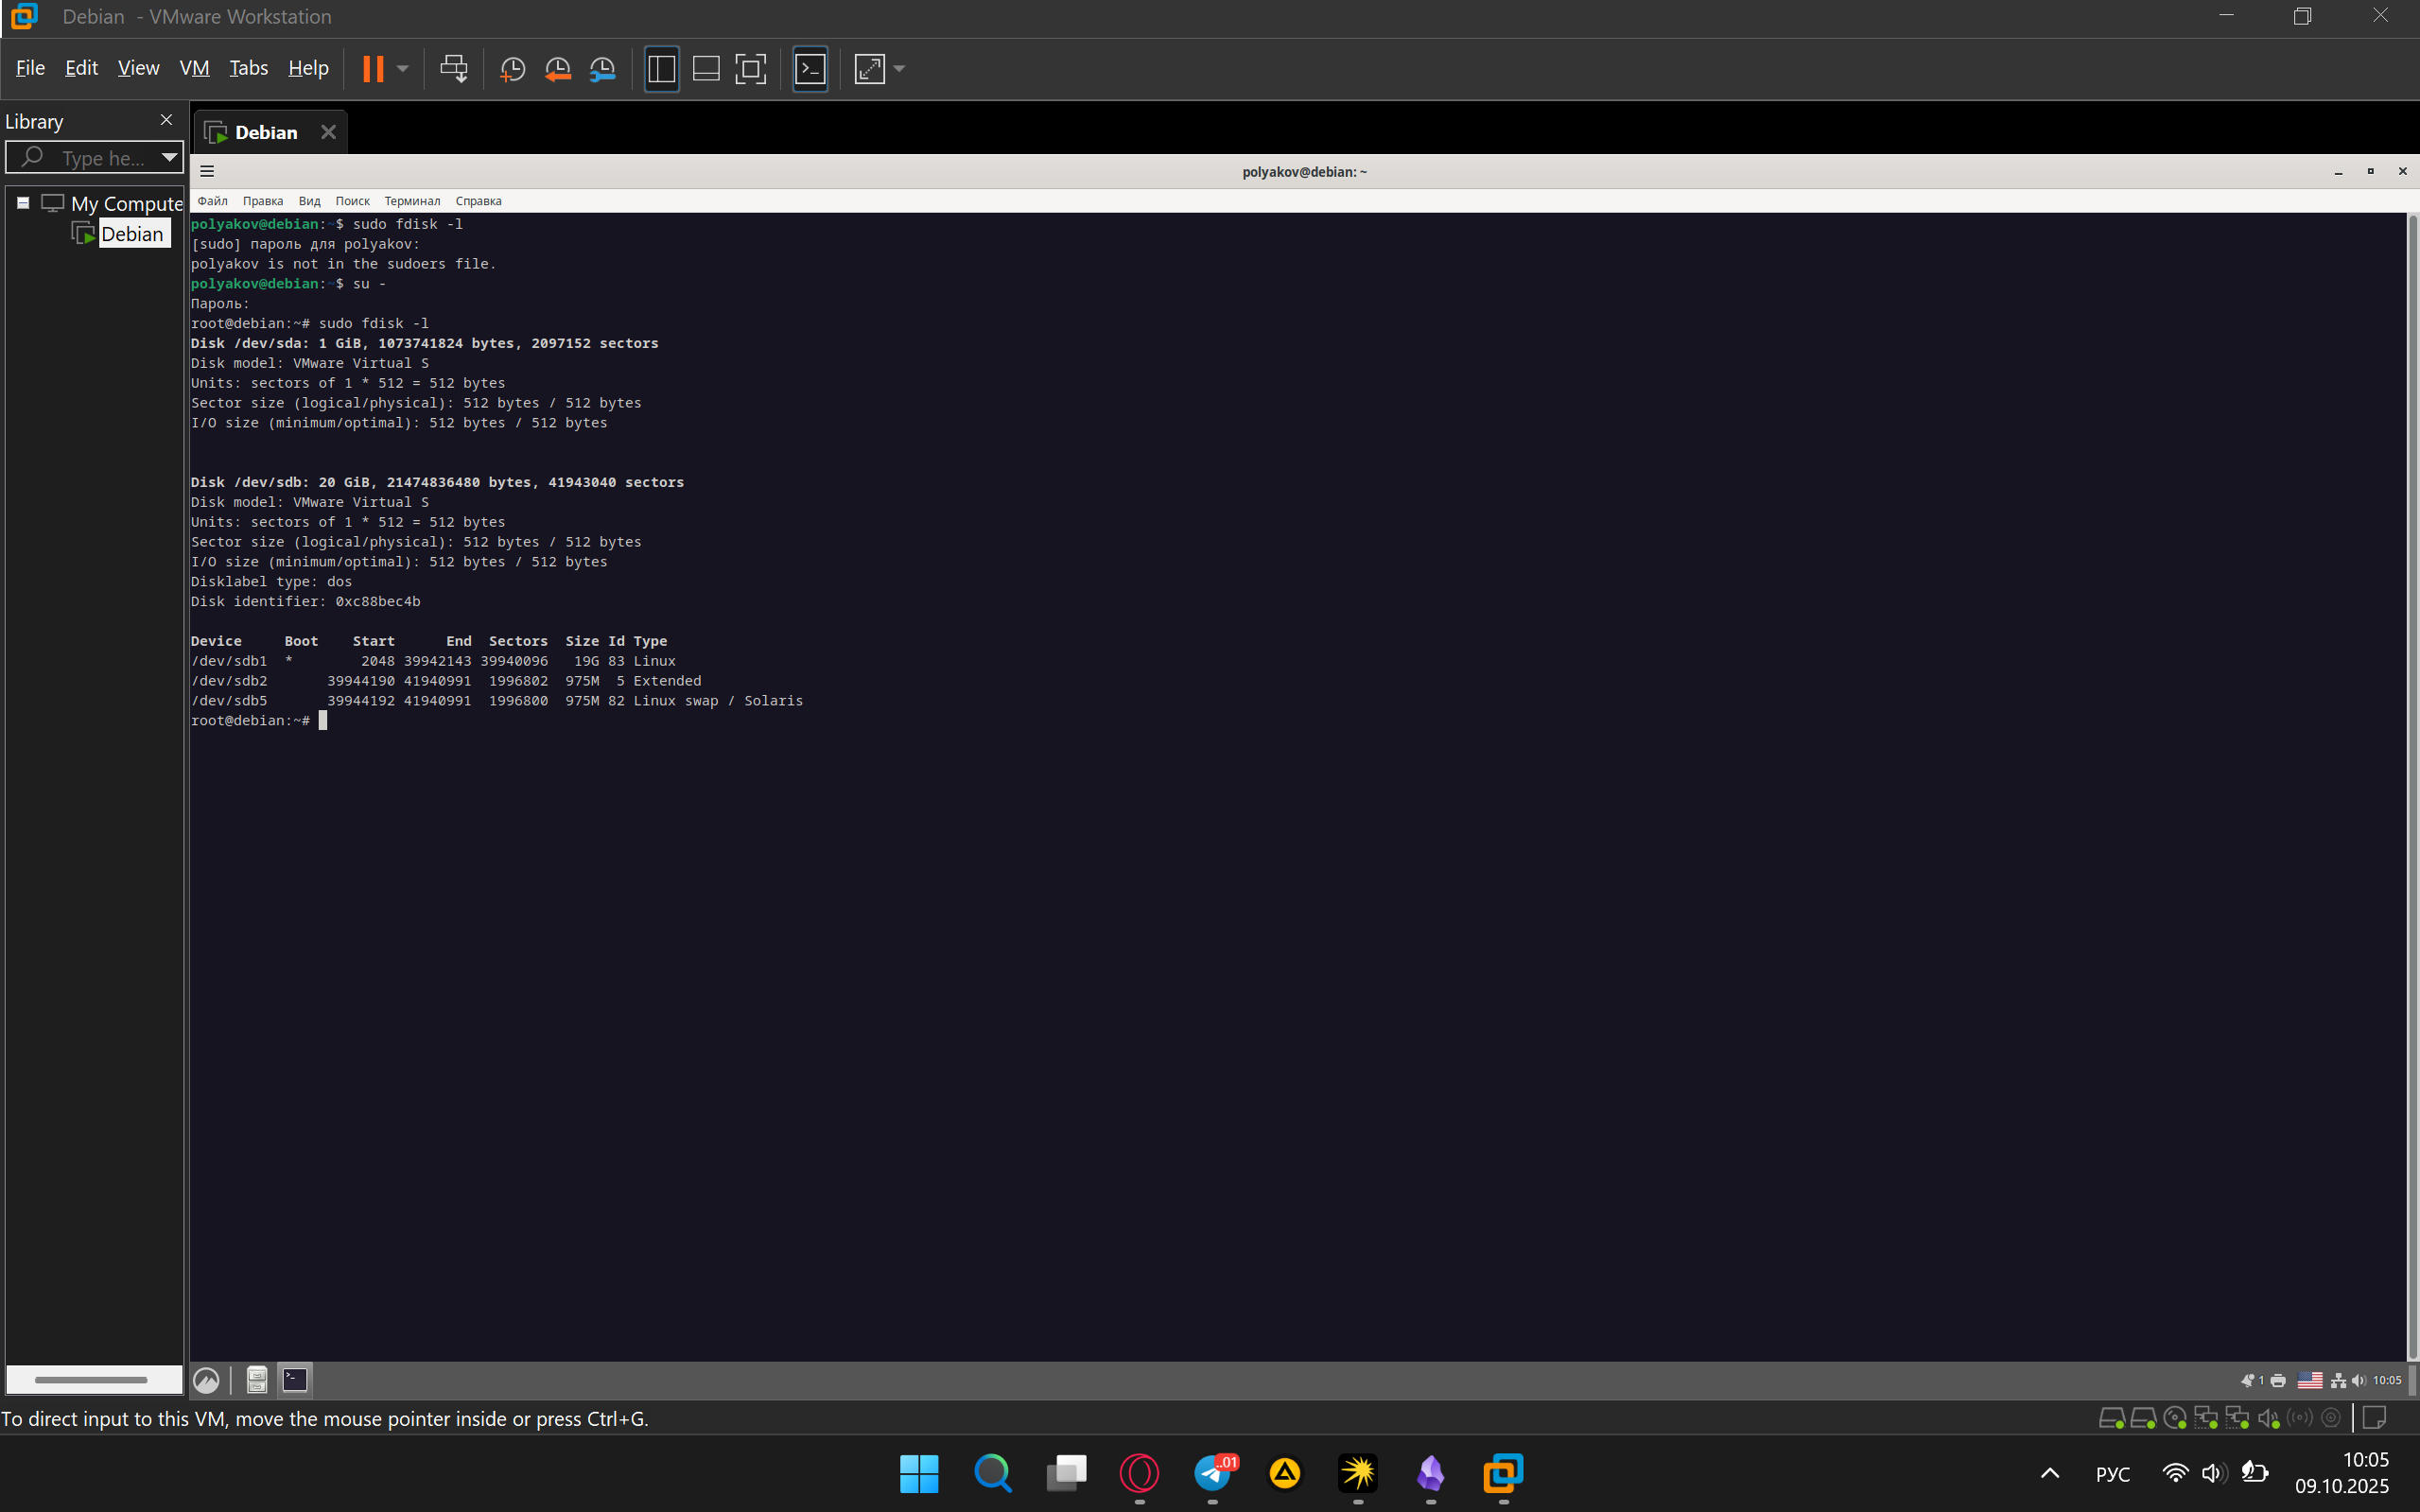 Debian - VMware Workstation
File Edit View VM Tabs Help
Library
Type he...
My Compute
Debian
Debian
polyakov@debian: ~
Файл Правка Вид Поиск Терминал Справка
polyakov@debian:~$ sudo fdisk -l
[sudo] пароль для polyakov:
polyakov is not in the sudoers file.
polyakov@debian:~$ su -
Пароль:
root@debian:~# sudo fdisk -l
Disk /dev/sda: 1 GiB, 1073741824 bytes, 2097152 sectors
Disk model: VMware Virtual S
Units: sectors of 1 * 512 = 512 bytes
Sector size (logical/physical): 512 bytes / 512 bytes
I/O size (minimum/optimal): 512 bytes / 512 bytes
Disk /dev/sdb: 20 GiB, 21474836480 bytes, 41943040 sectors
Disk model: VMware Virtual S
Units: sectors of 1 * 512 = 512 bytes
Sector size (logical/physical): 512 bytes / 512 bytes
I/O size (minimum/optimal): 512 bytes / 512 bytes
Disklabel type: dos
Disk identifier: 0xc88bec4b
Device Boot Start End Sectors Size Id Type
/dev/sdb1 * 2048 39942143 39940096 19G 83 Linux
/dev/sdb2 39944190 41940991 1996802 975M 5 Extended
/dev/sdb5 39944192 41940991 1996800 975M 82 Linux swap / Solaris
root@debian:~#
1 10:05
To direct input to this VM, move the mouse pointer inside or press Ctrl+G.
..01
РУС
10:05
09.10.2025